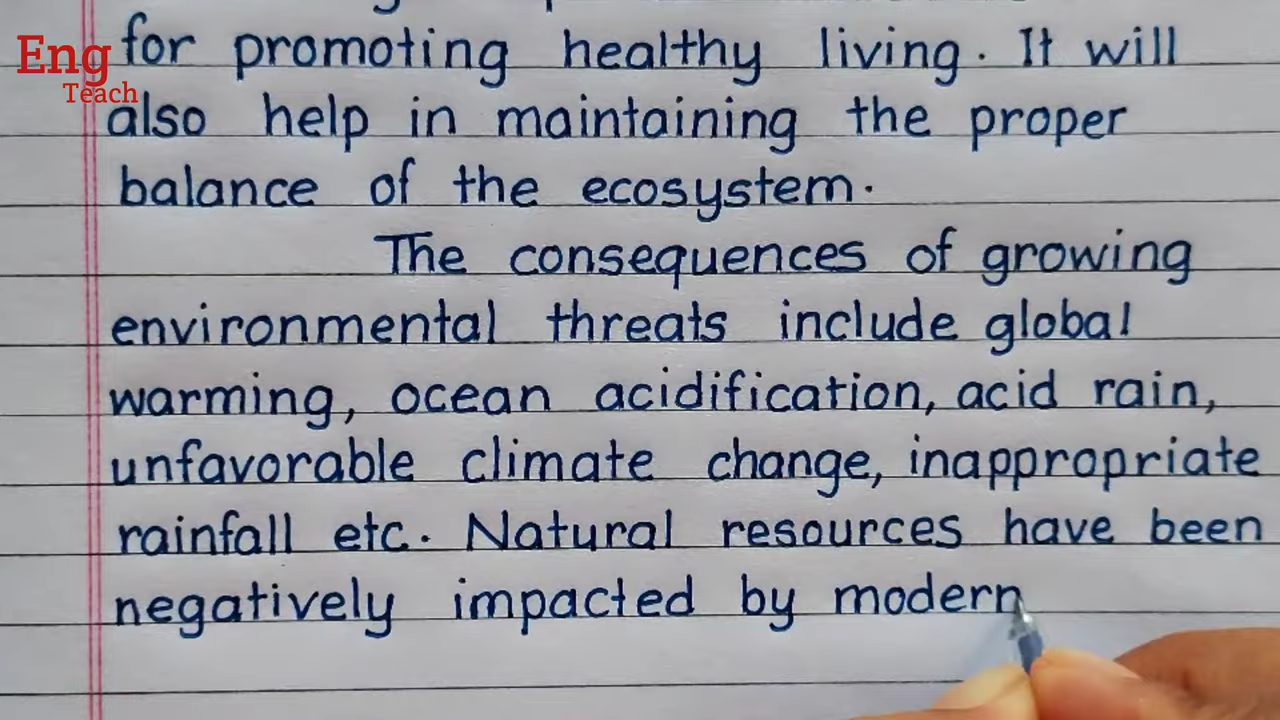 Eng
Teach
for promoting healthy living. It will
also help in maintaining the proper
balance of the ecosystem.
The consequences of growing
environmental threats include global
warming, ocean acidification, acid rain,
unfavorable climate change, inappropriate
rainfall etc. Natural resources have been
negatively impacted by modern